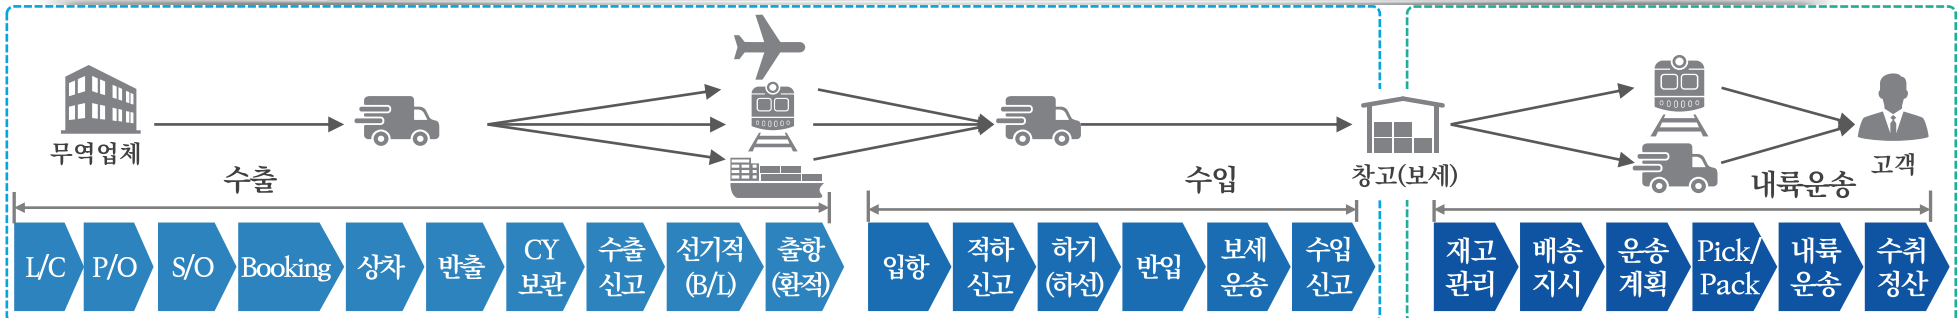 무역업체
수출
수입
창고(보세)
내륙운송
고객
L/C
P/O
S/O
Booking
상차
반출
CY
보관
수출
신고
선기적
(B/L)
출항
(환적)
입항
적하
신고
하기
(하선)
반입
보세
운송
수입
신고
재고
관리
배송
지시
운송
계획
Pick/
Pack
내륙
운송
수취
정산